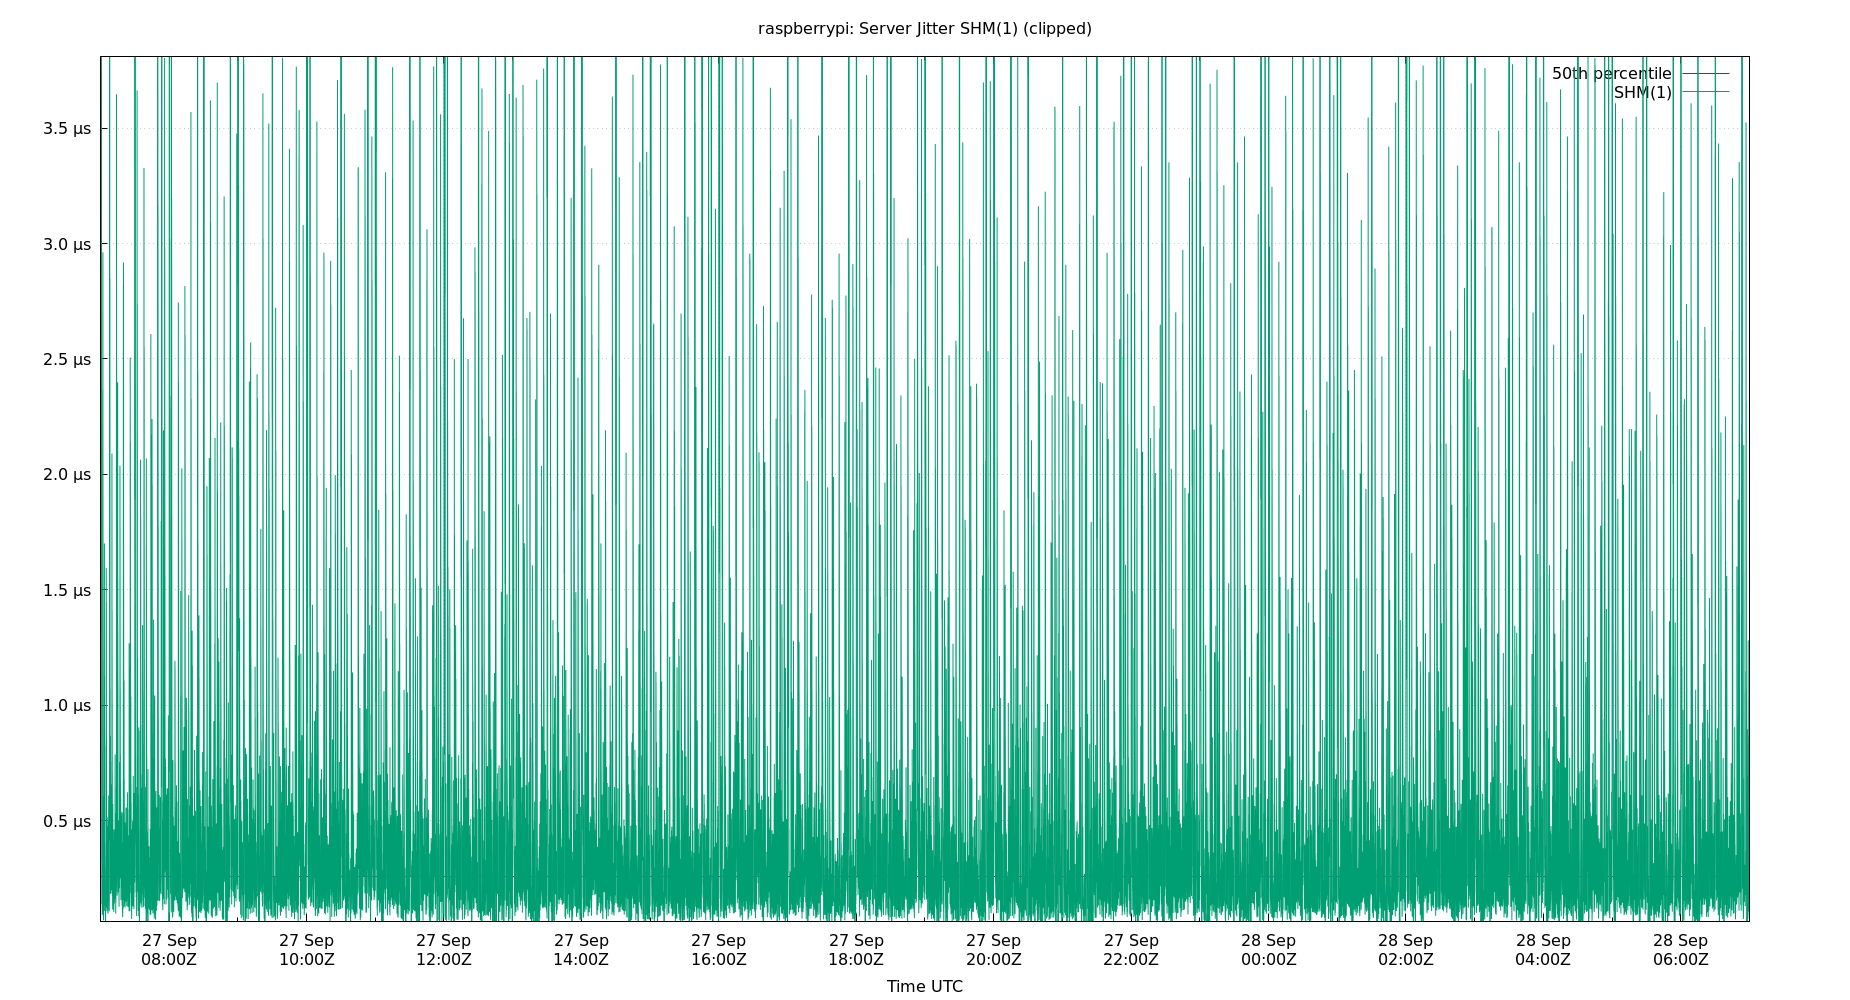 raspberrypi: Server Jitter SHM(1) (clipped)
50th percentile
SHM(1)
3.5 µs
3.0 µs
2.5 µs
2.0 µs
1.5 µs
1.0 µs
0.5 µs
27 Sep 27 Sep 27 Sep 27 Sep 27 Sep 27 Sep 27 Sep 27 Sep 28 Sep 28 Sep 28 Sep 28 Sep
08:00Z 10:00Z 12:00Z 14:00Z 16:00Z 18:00Z 20:00Z 22:00Z 00:00Z 02:00Z 04:00Z 06:00Z
Time UTC